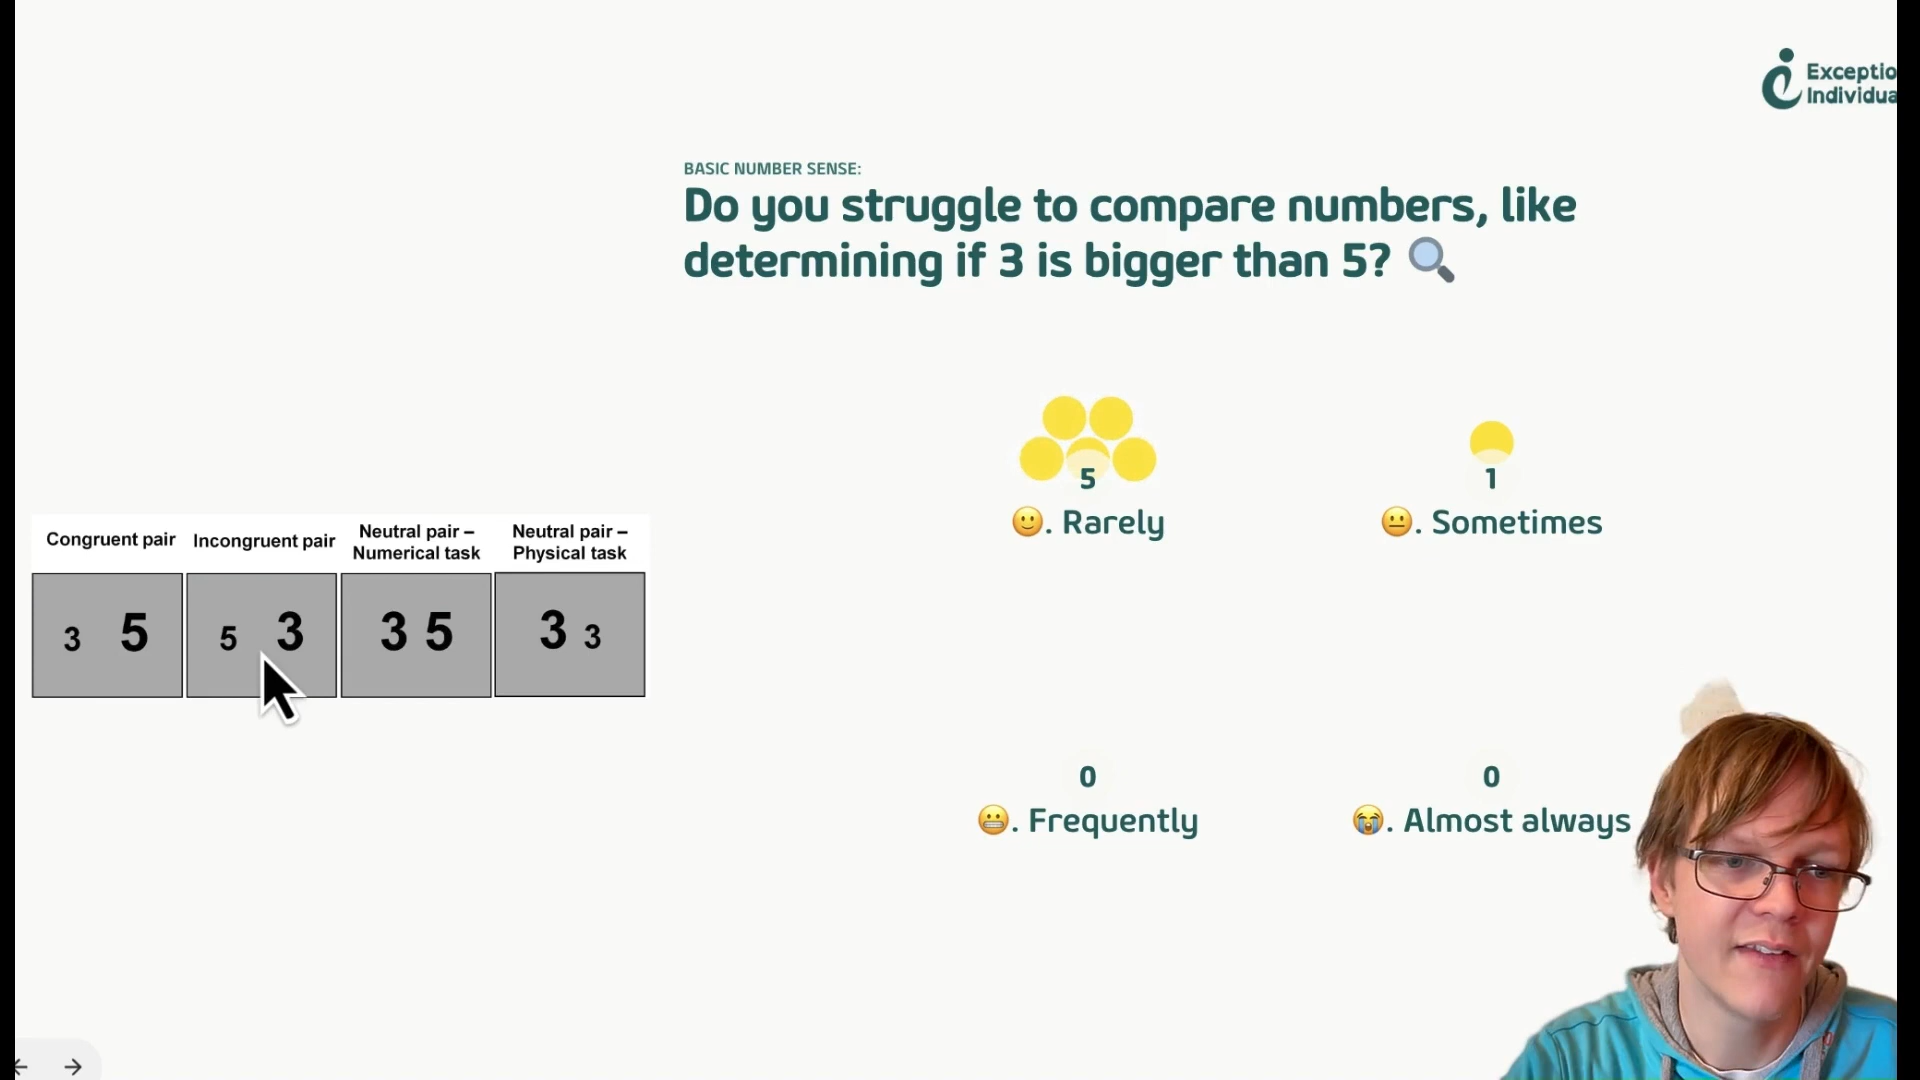 Exceptio
Individua
BASIC NUMBER SENSE:
Do you struggle to compare numbers, like
determining if 3 is bigger than 5?
5
. Rarely
1
. Sometimes
Congruent pair
Incongruent pair
Neutral pair –
Numerical task
Neutral pair –
Physical task
3 5
5 3
3 5
3 3
0
. Frequently
0
. Almost always